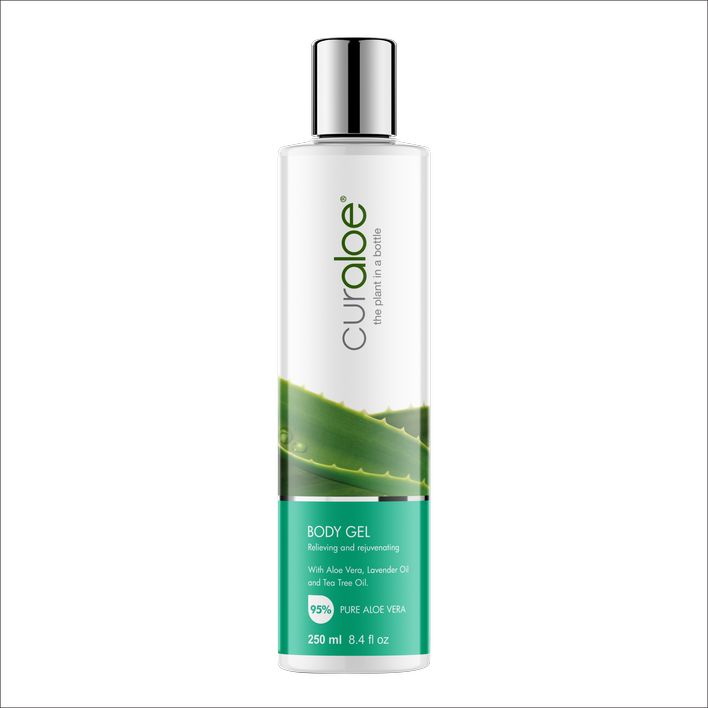 curaloe®
the plant in a bottle
BODY GEL
Relieving and rejuvenating
With Aloe Vera, Lavender Oil
and Tea Tree Oil.
95% PURE ALOE VERA
250 ml 8.4 fl oz